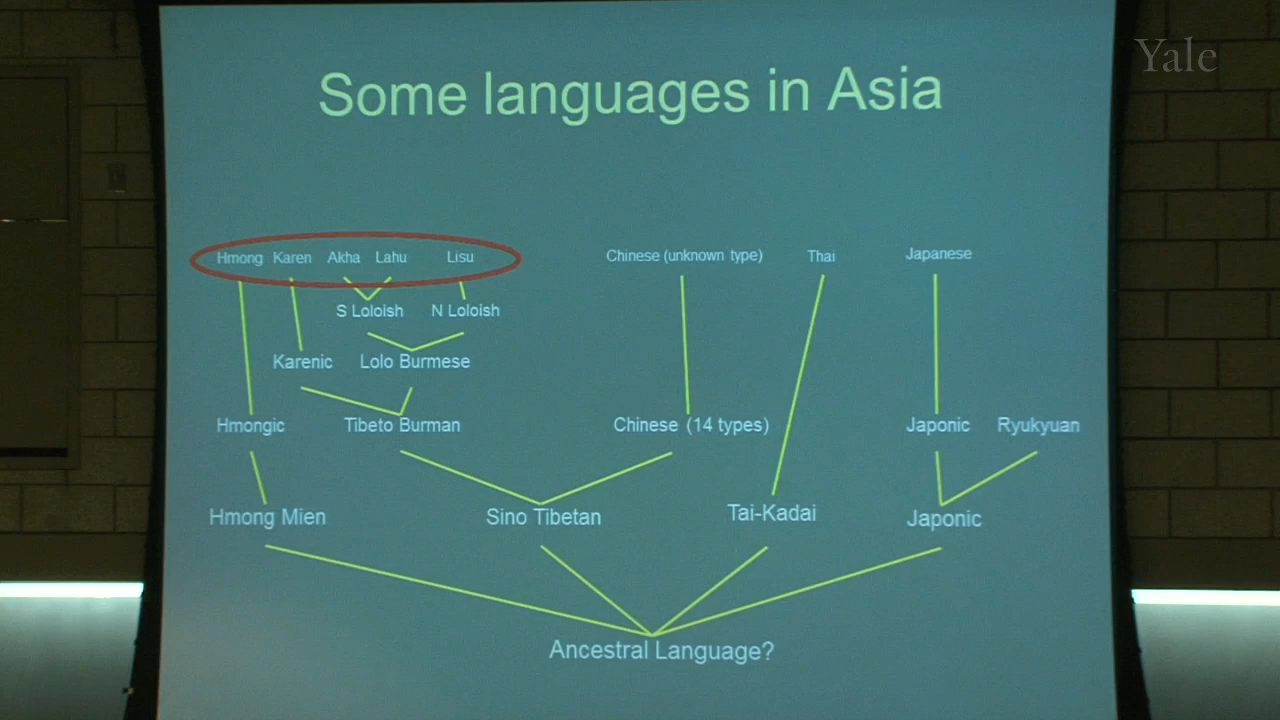 Yale
Some languages in Asia
Hmong Karen Akha Lahu Lisu Chinese (unknown type) Thai Japanese
S Loloish N Loloish
Karenic Lolo Burmese
Hmongic Tibeto Burman Chinese (14 types) Japonic Ryukyuan
Hmong Mien Sino Tibetan Tai-Kadai Japonic
Ancestral Language?